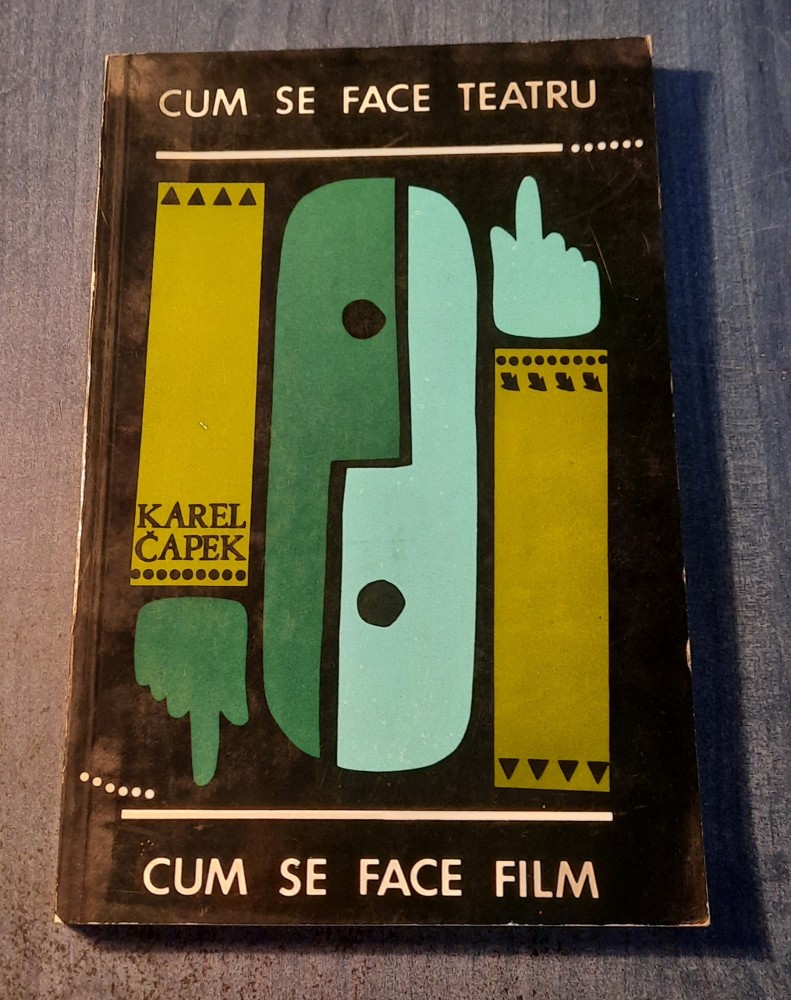 CUM SE FACE TEATRU
KAREL
ČAPEK
CUM SE FACE FILM